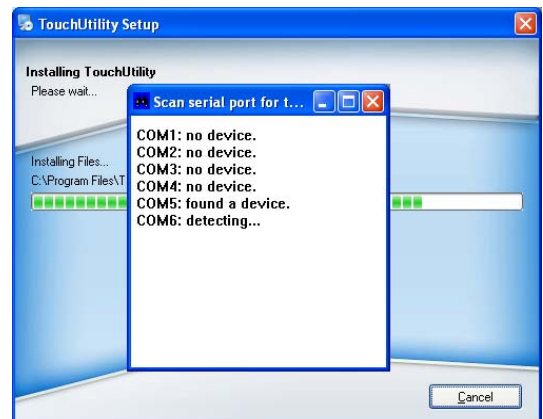 TouchUtility Setup
Installing TouchUtility
Please wait...
Scan serial port for t...
COM1: no device.
COM2: no device.
COM3: no device.
COM4: no device.
COM5: found a device.
COM6: detecting...
Installing Files...
C:\Program Files\T
Cancel